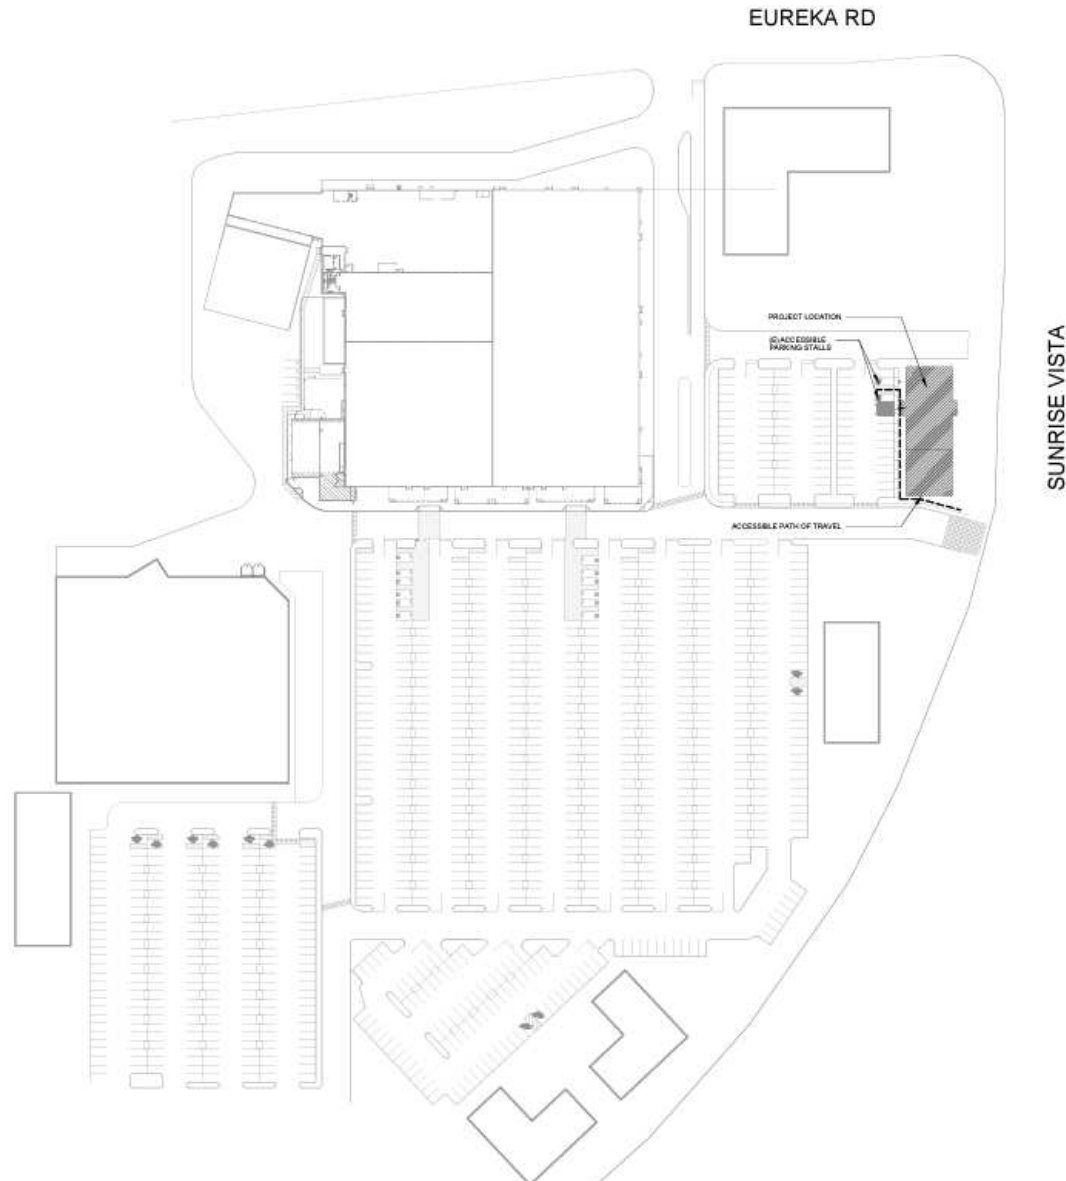 EUREKA RD
PROJECT LOCATION
(E) ACCESSIBLE
PARKING STALLS
SUNRISE VISTA
ACCESSIBLE PATH OF TRAVEL